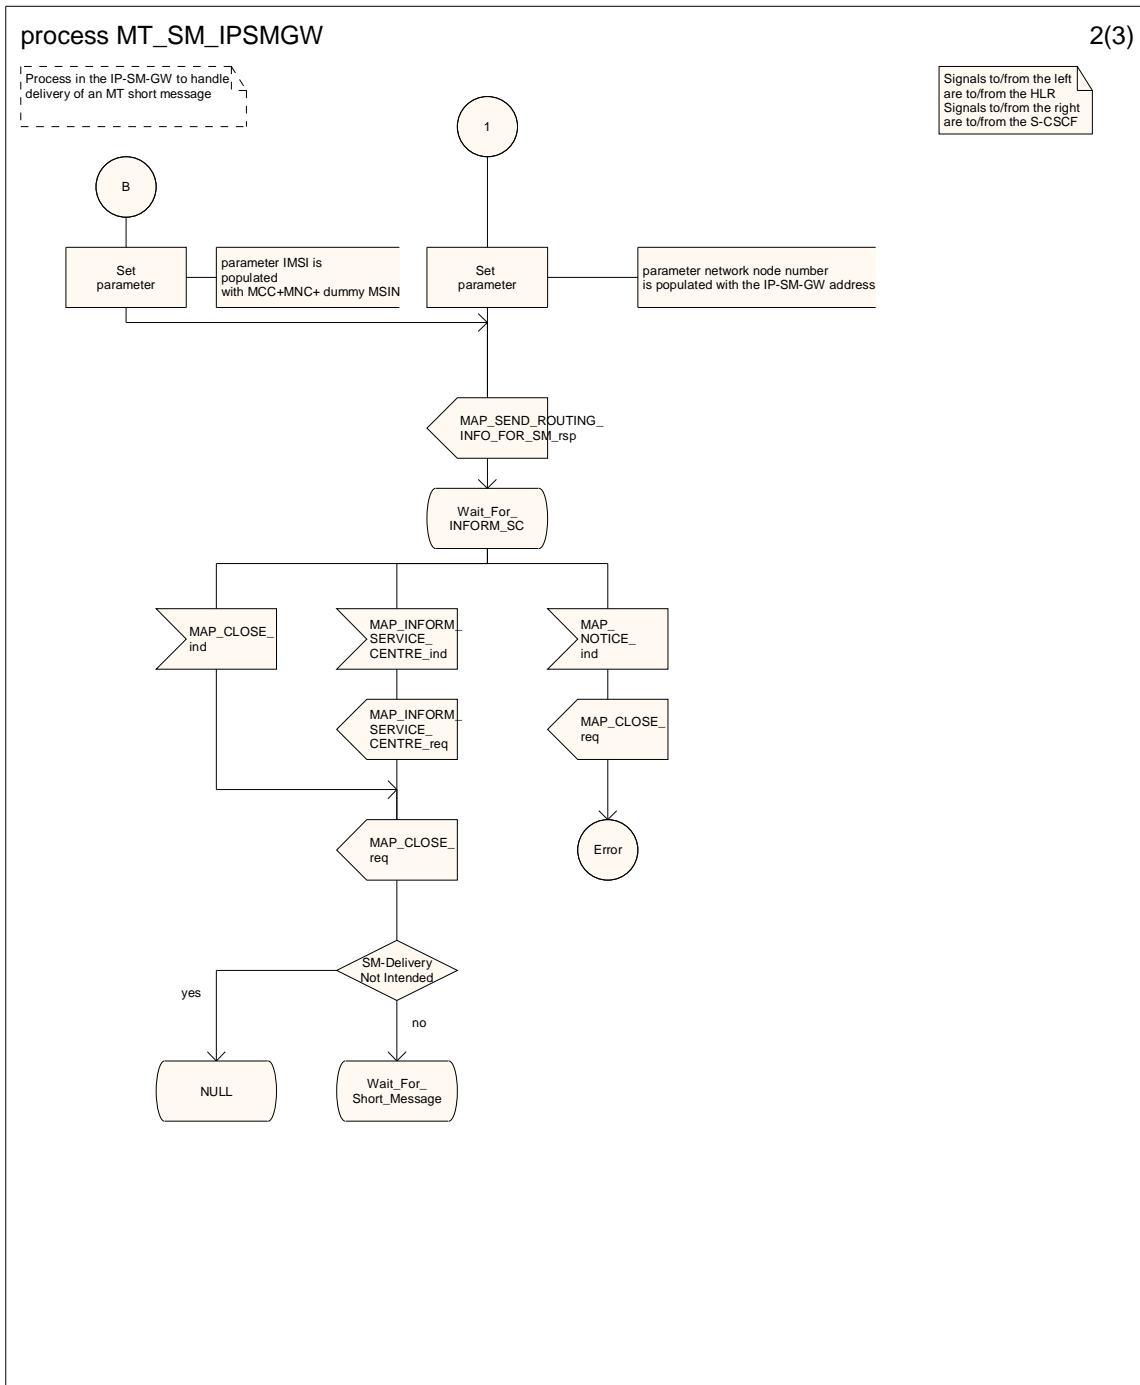 process MT_SM_IPSMGW
2(3)
Process in the IP-SM-GW to handle
delivery of an MT short message
Signals to/from the left
are to/from the HLR
Signals to/from the right
are to/from the S-CSCF
1
B
Set
parameter
parameter IMSI is
populated
with MCC+MNC+ dummy MSIN
Set
parameter
parameter network node number
is populated with the IP-SM-GW address
MAP_SEND_ROUTING_
INFO_FOR_SM_rsp
Wait_For_
INFORM_SC
MAP_CLOSE_
ind
MAP_INFORM_
SERVICE_
CENTRE_ind
MAP_
NOTICE_
ind
MAP_INFORM_
SERVICE_
CENTRE_req
MAP_CLOSE_
req
MAP_CLOSE_
req
Error
SM-Delivery
Not Intended
yes
no
NULL
Wait_For_
Short_Message